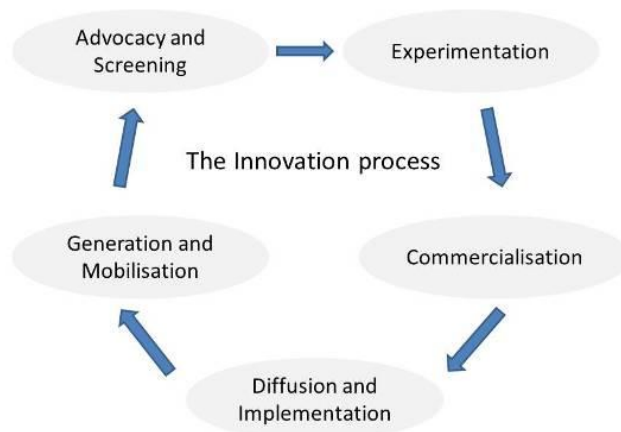 Advocacy and
Screening
Experimentation
The Innovation process
Generation and
Mobilisation
Commercialisation
Diffusion and
Implementation